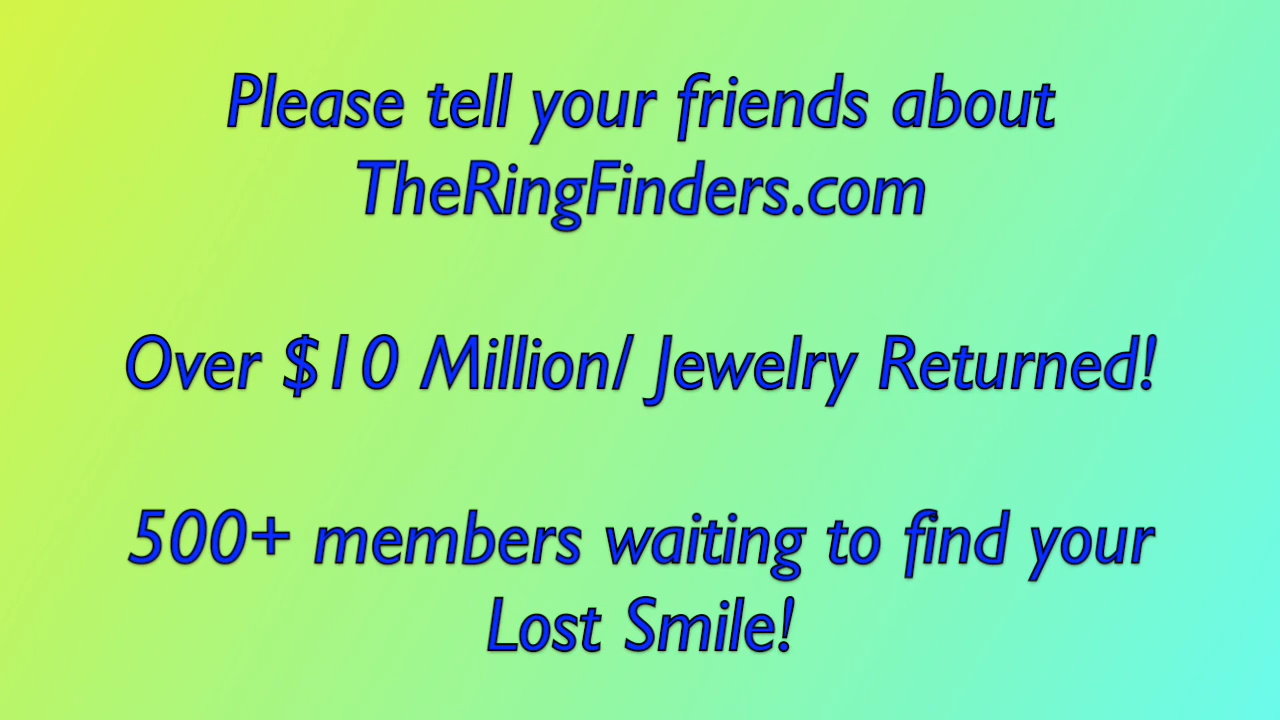 Please tell your friends about
TheRingFinders.com
Over $10 Million/ Jewelry Returned!
500+ members waiting to find your
Lost Smile!